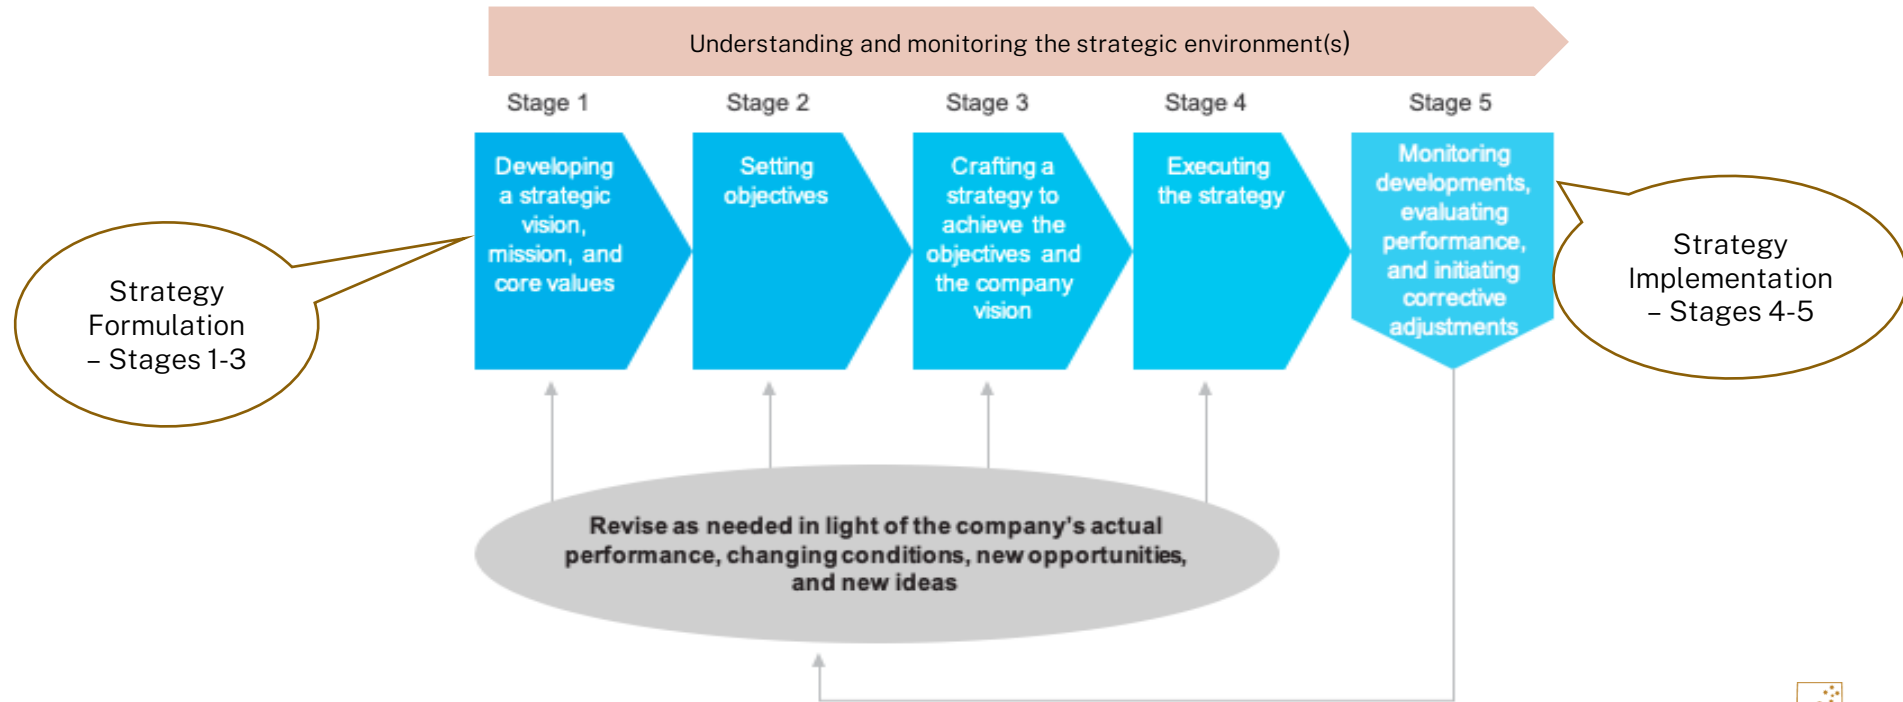 Understanding and monitoring the strategic environment(s)
Stage 1
Stage 2
Stage 3
Stage 4
Stage 5
Developing
a strategic
vision,
mission, and
core values
Setting
objectives
Crafting a
strategy to
achieve the
objectives and
the company
vision
Executing
the strategy
Monitoring
developments,
evaluating
performance,
and initiating
corrective
adjustments
Strategy
Formulation
– Stages 1-3
Strategy
Implementation
– Stages 4-5
Revise as needed in light of the company's actual
performance, changing conditions, new opportunities,
and new ideas